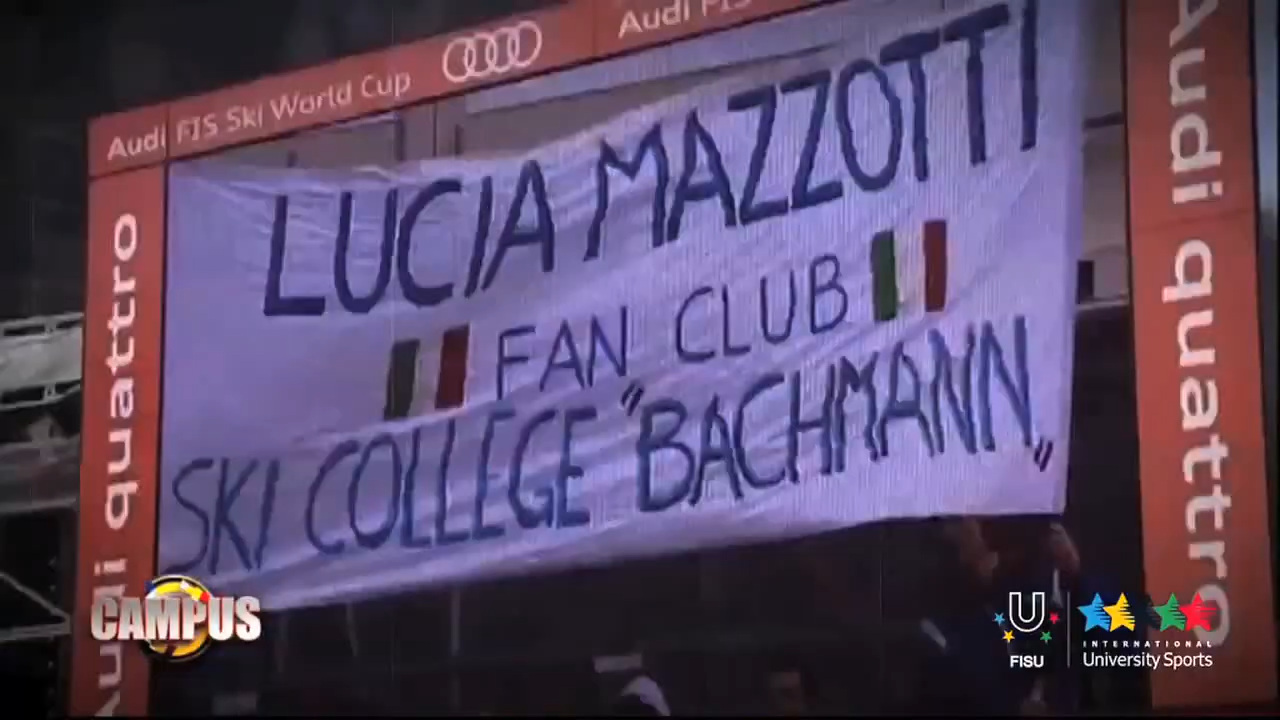 Audi FIS Ski World Cup
Audi FIS
LUCIA MAZZOTTI
FAN CLUB
SKI COLLEGE "BACHMANN"
Audi quattro
Audi quattro
CAMPUS
FISU
INTERNATIONAL
University Sports